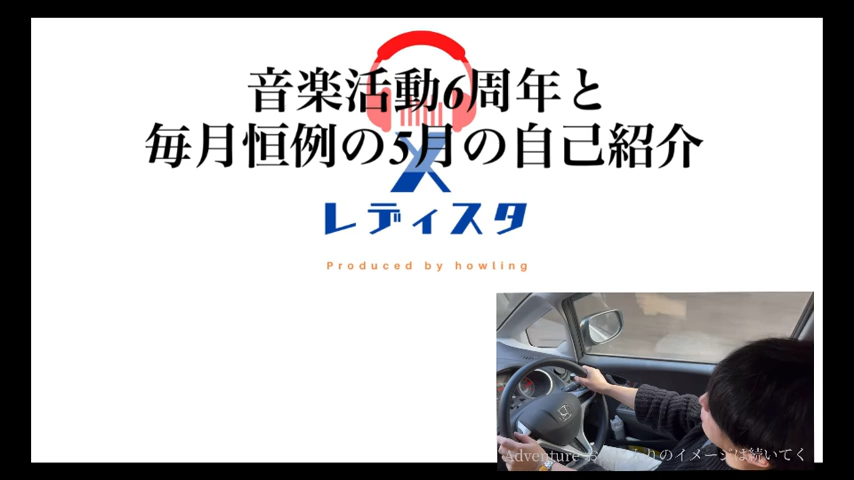 音楽活動6周年と
毎月恒例の5月の自己紹介
レディスタ
Produced by howling
Adventure
のイメージは続いてく